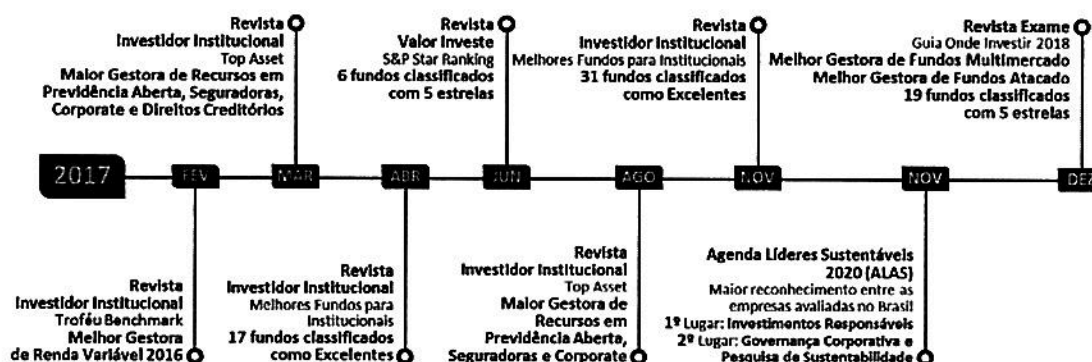 Revista
Investidor Institucional
Top Asset
Maior Gestora de Recursos em
Previdência Aberta, Seguradoras,
Corporate e Direitos Creditórios
Revista
Valor Investe
S&P Star Ranking
6 fundos classificados
com 5 estrelas
Revista
Investidor Institucional
Melhores Fundos para Institucionais
31 fundos classificados
como Excelentes
Revista Exame
Guia Onde Investir 2018
Melhor Gestora de Fundos Multimercado
Melhor Gestora de Fundos Atacado
19 fundos classificados
com 5 estrelas
2017
FEV
MAR
ABR
JUN
AGO
NOV
NOV
DEZ
Revista
Investidor Institucional
Troféu Benchmark
Melhor Gestora
de Renda Variável 2016
Revista
Investidor Institucional
Melhores Fundos para
Institucionais
17 fundos classificados
como Excelentes
Revista
Investidor Institucional
Top Asset
Maior Gestora de
Recursos em
Previdência Aberta,
Seguradoras e Corporate
Agenda Líderes Sustentáveis
2020 (ALAS)
Maior reconhecimento entre as
empresas avaliadas no Brasil
1º Lugar: Investimentos Responsáveis
2º Lugar: Governança Corporativa e
Pesquisa de Sustentabilidade